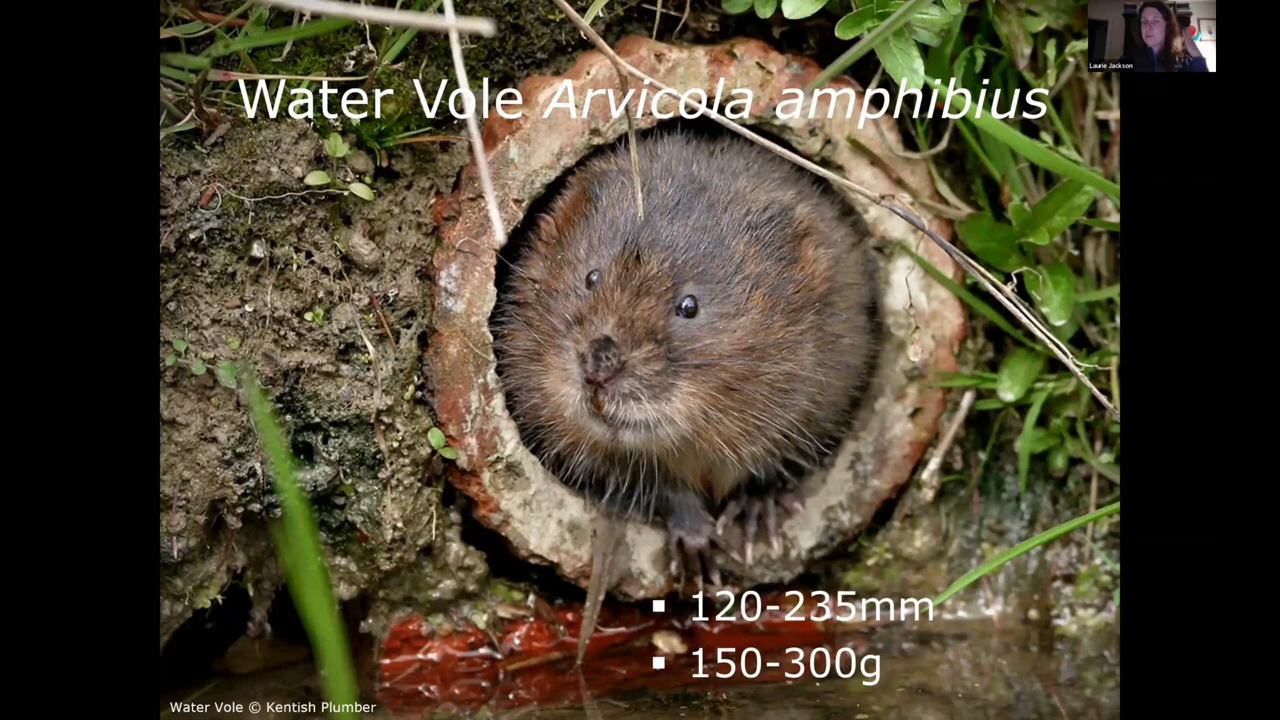 Laurie Jackson
Water Vole Arvicola amphibius
▪ 120-235mm
▪ 150-300g
Water Vole © Kentish Plumber